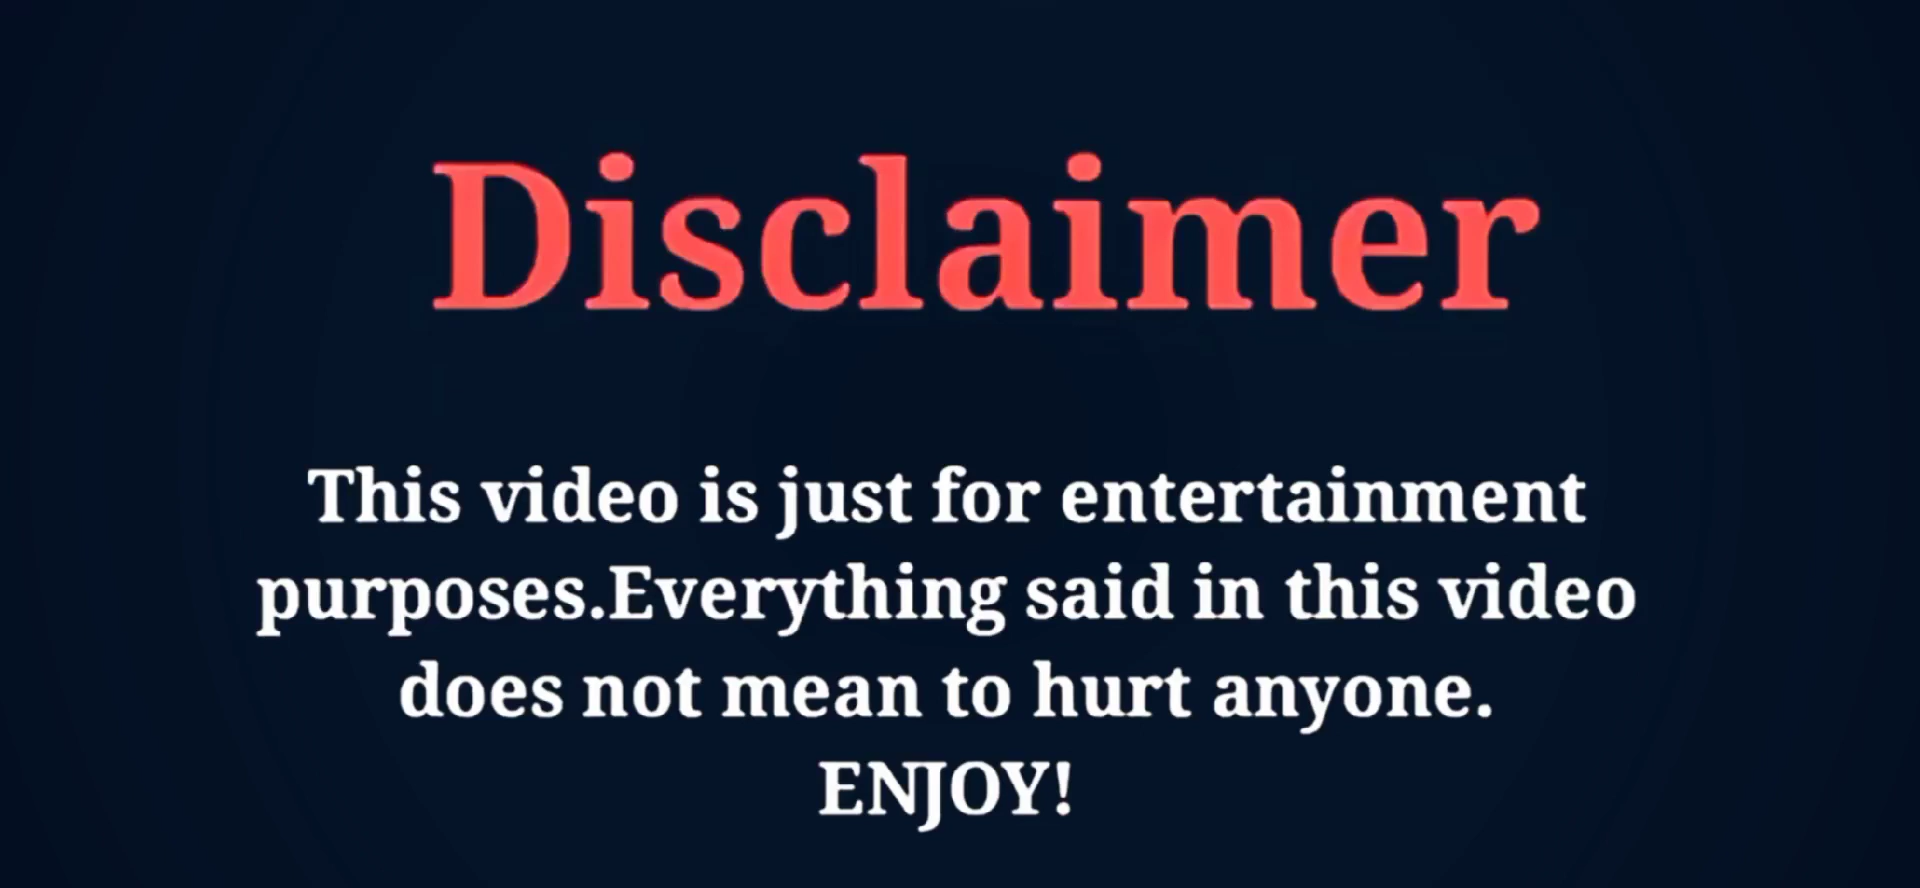 Disclaimer
This video is just for entertainment
purposes.Everything said in this video
does not mean to hurt anyone.
ENJOY!